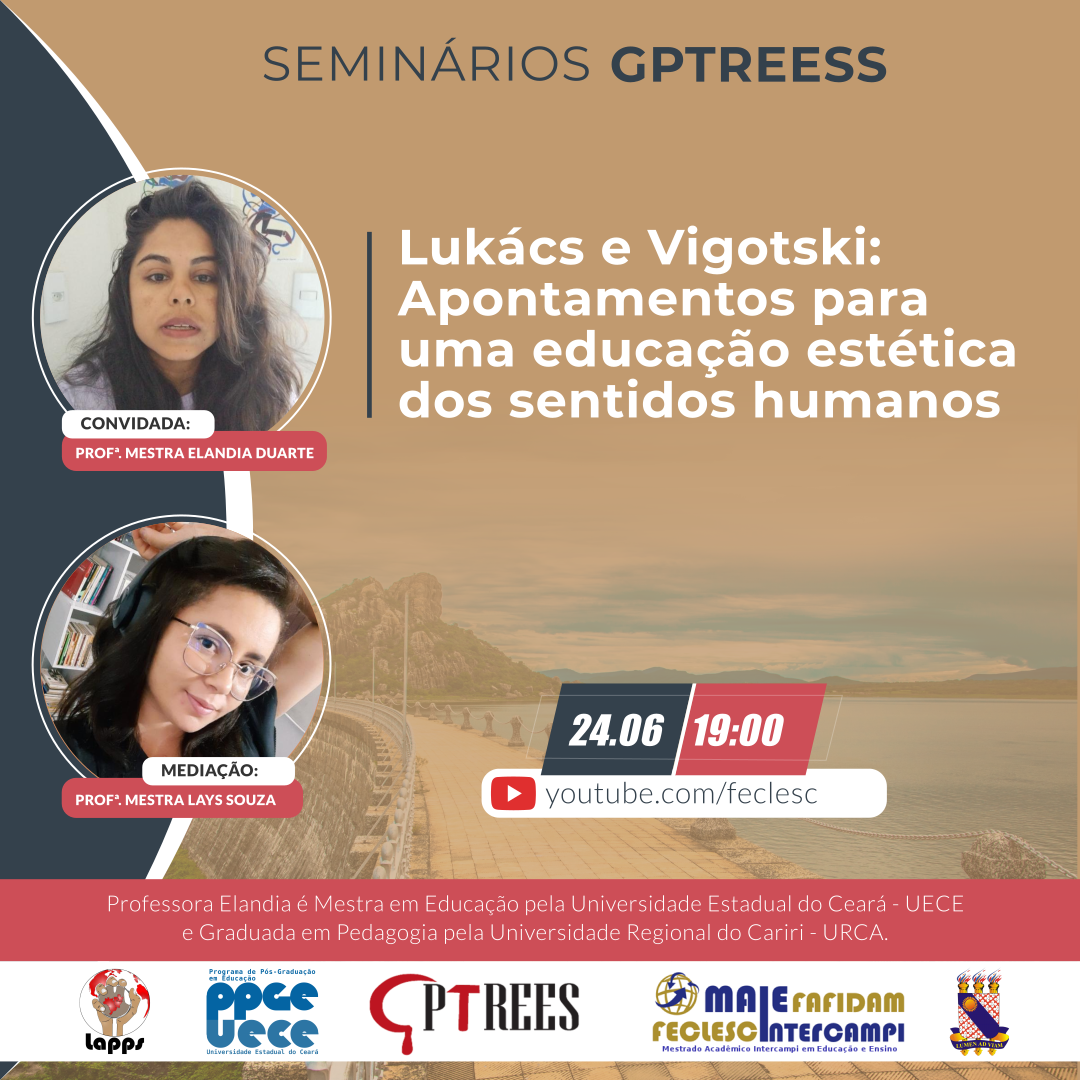 SEMINÁRIOS GPTREESS
Lukács e Vigotski:
Apontamentos para
uma educação estética
dos sentidos humanos
CONVIDADA:
PROFª. MESTRA ELANDIA DUARTE
MEDIAÇÃO:
PROFª. MESTRA LAYS SOUZA
24.06 19:00
youtube.com/feclesc
Professora Elandia é Mestra em Educação pela Universidade Estadual do Ceará - UECE
e Graduada em Pedagogia pela Universidade Regional do Cariri - URCA.
Lapps
Programa de Pós-Graduação
em Educação
PPGE
UECE
Universidade Estadual do Ceará
GPTREES
MAIE FAFIDAM
FECLESC INTERCAMPI
Mestrado Acadêmico Intercampi em Educação e Ensino
LUMEN AD VIAM